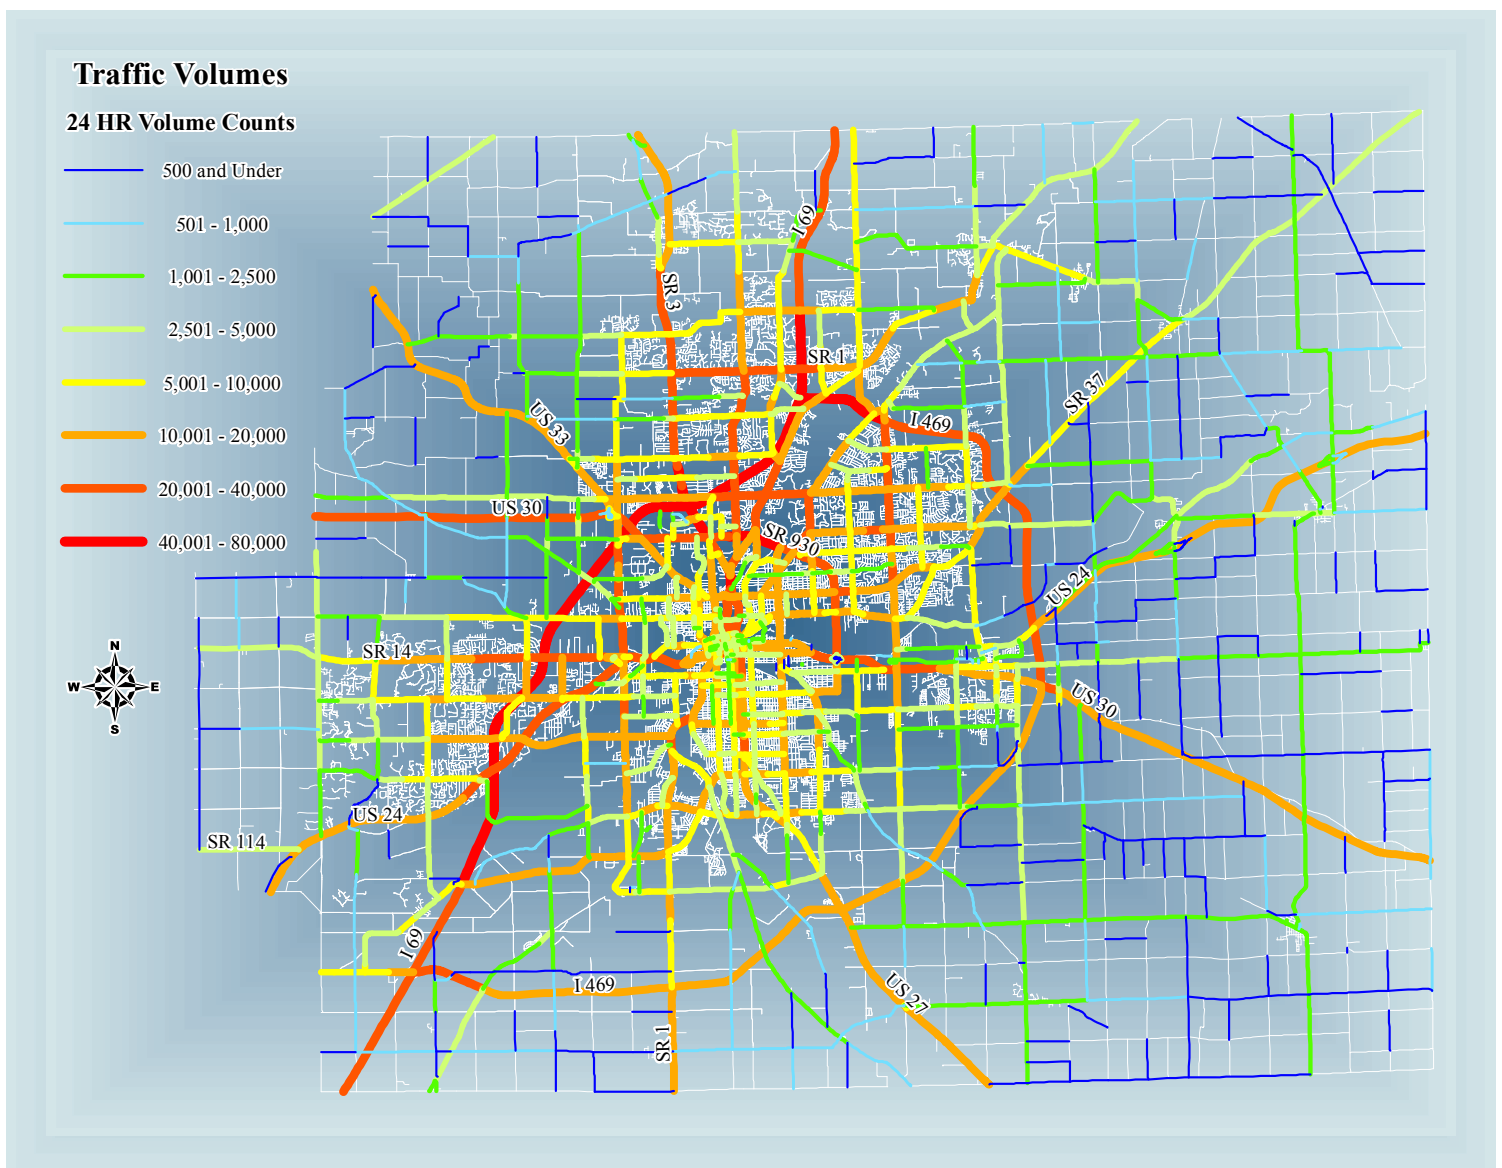 Traffic Volumes
24 HR Volume Counts
500 and Under
501 - 1,000
1,001 - 2,500
2,501 - 5,000
5,001 - 10,000
10,001 - 20,000
20,001 - 40,000
40,001 - 80,000
I 69
SR 3
SR 1
SR 37
US 33
I 469
US 30
SR 930
US 24
N
W E
S
SR 14
US 30
US 24
SR 114
I 69
I 469
US 27
SR 1